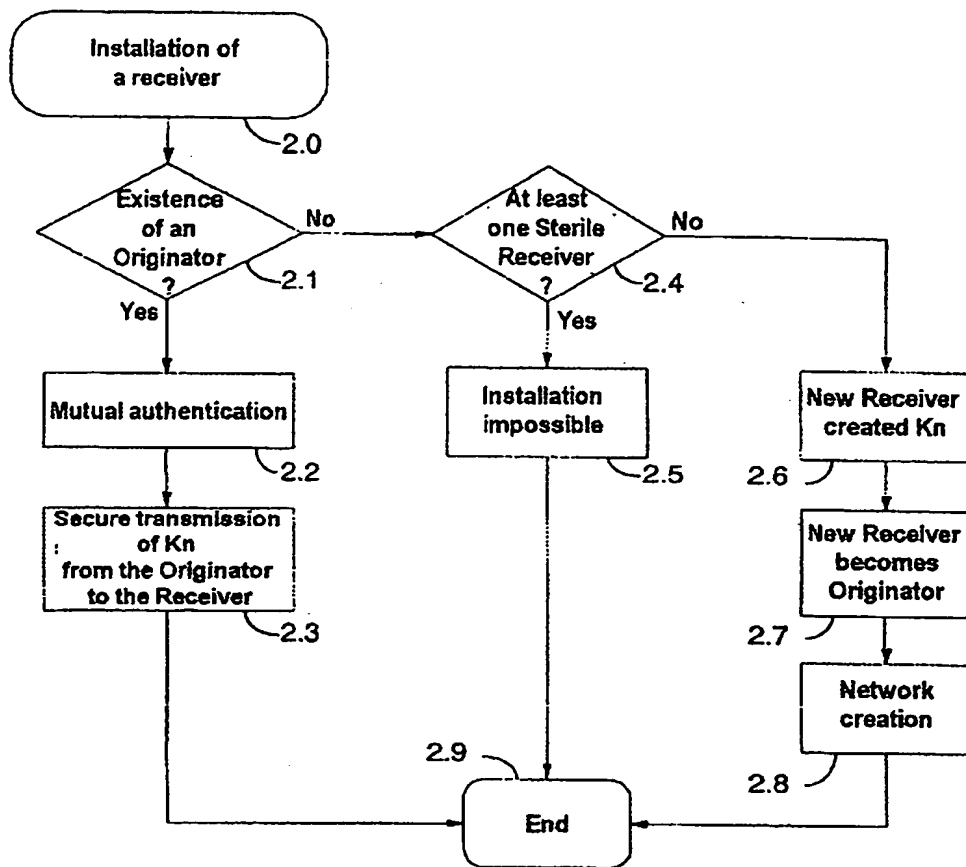 Installation of
a receiver
2.0
Existence
of an
Originator
?
2.1
No
Yes
At least
one Sterile
Receiver
?
2.4
No
Yes
Mutual authentication
2.2
Installation
impossible
2.5
New Receiver
created Kn
2.6
Secure transmission
of Kn
from the Originator
to the Receiver
2.3
New Receiver
becomes
Originator
2.7
Network
creation
2.8
2.9
End